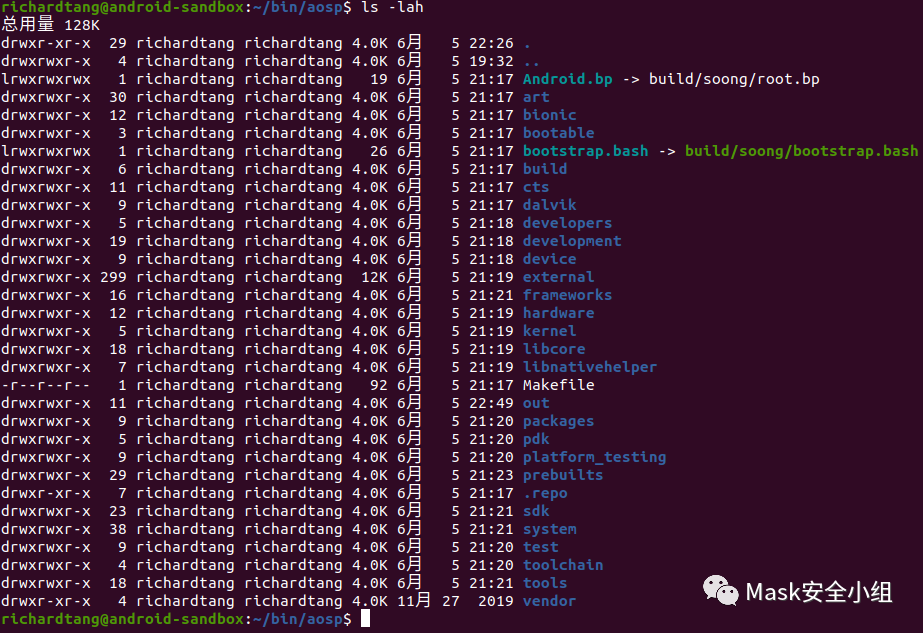 richardtang@android-sandbox:~/bin/aosp$ ls -lah
总用量 128K
drwxr-xr-x  29 richardtang richardtang 4.0K 6月   5 22:26 .
drwxr-xr-x   4 richardtang richardtang 4.0K 6月   5 19:32 ..
lrwxrwxrwx   1 richardtang richardtang   19 6月   5 21:17 Android.bp -> build/soong/root.bp
drwxrwxr-x  30 richardtang richardtang 4.0K 6月   5 21:17 art
drwxrwxr-x  12 richardtang richardtang 4.0K 6月   5 21:17 bionic
drwxrwxr-x   3 richardtang richardtang 4.0K 6月   5 21:17 bootable
lrwxrwxrwx   1 richardtang richardtang   26 6月   5 21:17 bootstrap.bash -> build/soong/bootstrap.bash
drwxrwxr-x   6 richardtang richardtang 4.0K 6月   5 21:17 build
drwxrwxr-x  11 richardtang richardtang 4.0K 6月   5 21:17 cts
drwxrwxr-x   9 richardtang richardtang 4.0K 6月   5 21:17 dalvik
drwxrwxr-x   5 richardtang richardtang 4.0K 6月   5 21:18 developers
drwxrwxr-x  19 richardtang richardtang 4.0K 6月   5 21:18 development
drwxrwxr-x   9 richardtang richardtang 4.0K 6月   5 21:18 device
drwxrwxr-x 299 richardtang richardtang  12K 6月   5 21:19 external
drwxrwxr-x  16 richardtang richardtang 4.0K 6月   5 21:21 frameworks
drwxrwxr-x  12 richardtang richardtang 4.0K 6月   5 21:19 hardware
drwxrwxr-x   5 richardtang richardtang 4.0K 6月   5 21:19 kernel
drwxrwxr-x  18 richardtang richardtang 4.0K 6月   5 21:19 libcore
drwxrwxr-x   7 richardtang richardtang 4.0K 6月   5 21:19 libnativehelper
-r--r--r--   1 richardtang richardtang   92 6月   5 21:17 Makefile
drwxrwxr-x  11 richardtang richardtang 4.0K 6月   5 22:49 out
drwxrwxr-x   9 richardtang richardtang 4.0K 6月   5 21:20 packages
drwxrwxr-x   5 richardtang richardtang 4.0K 6月   5 21:20 pdk
drwxrwxr-x   9 richardtang richardtang 4.0K 6月   5 21:20 platform_testing
drwxrwxr-x  29 richardtang richardtang 4.0K 6月   5 21:23 prebuilts
drwxr-xr-x   7 richardtang richardtang 4.0K 6月   5 21:17 .repo
drwxrwxr-x  23 richardtang richardtang 4.0K 6月   5 21:21 sdk
drwxrwxr-x  38 richardtang richardtang 4.0K 6月   5 21:21 system
drwxrwxr-x   9 richardtang richardtang 4.0K 6月   5 21:20 test
drwxrwxr-x   4 richardtang richardtang 4.0K 6月   5 21:20 toolchain
drwxrwxr-x  18 richardtang richardtang 4.0K 6月   5 21:21 tools
drwxr-xr-x   4 richardtang richardtang 4.0K 11月 27  2019 vendor
richardtang@android-sandbox:~/bin/aosp$
Mask安全小组